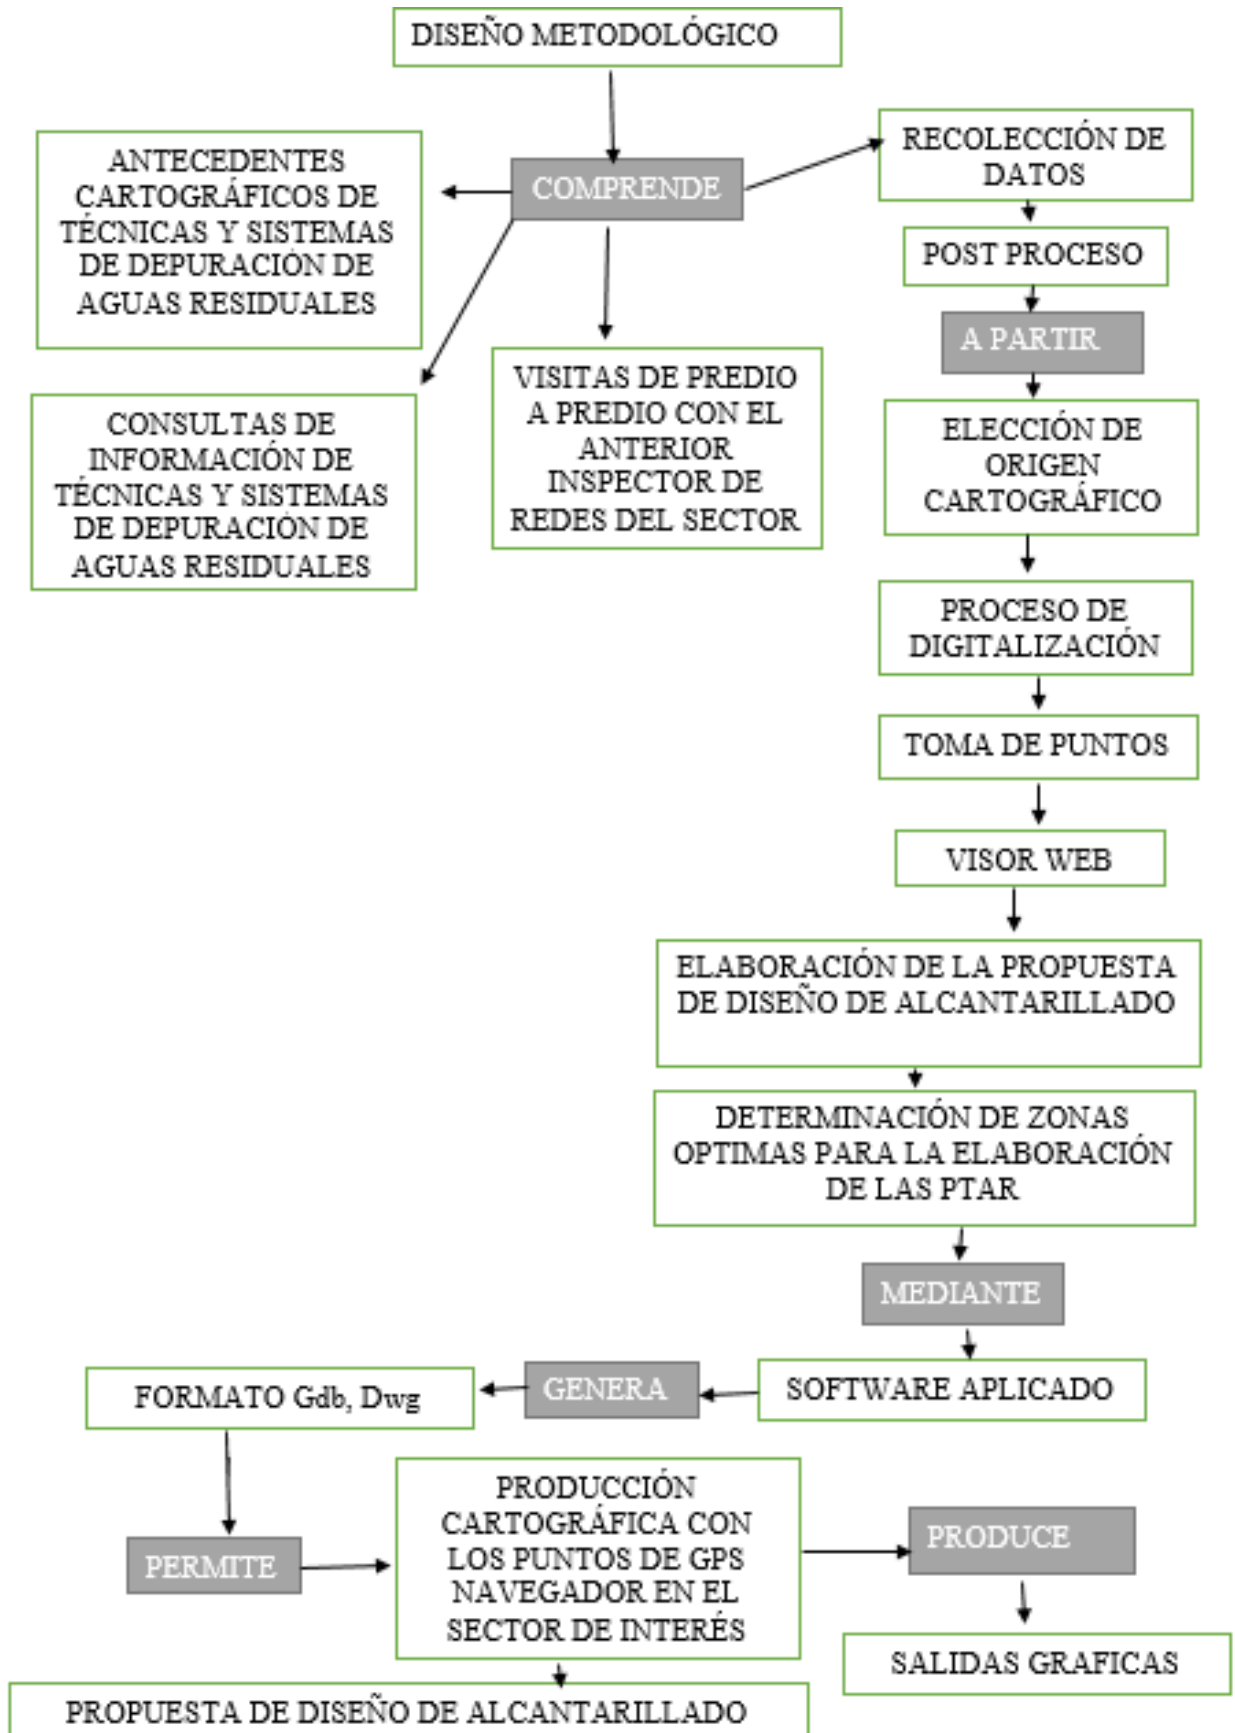 DISEÑO METODOLÓGICO
COMPRENDE
ANTECEDENTES
CARTOGRÁFICOS DE
TÉCNICAS Y SISTEMAS
DE DEPURACIÓN DE
AGUAS RESIDUALES
CONSULTAS DE
INFORMACIÓN DE
TÉCNICAS Y SISTEMAS
DE DEPURACIÓN DE
AGUAS RESIDUALES
VISITAS DE PREDIO
A PREDIO CON EL
ANTERIOR
INSPECTOR DE
REDES DEL SECTOR
RECOLECCIÓN DE
DATOS
POST PROCESO
A PARTIR
ELECCIÓN DE
ORIGEN
CARTOGRÁFICO
PROCESO DE
DIGITALIZACIÓN
TOMA DE PUNTOS
VISOR WEB
ELABORACIÓN DE LA PROPUESTA
DE DISEÑO DE ALCANTARILLADO
DETERMINACIÓN DE ZONAS
OPTIMAS PARA LA ELABORACIÓN
DE LAS PTAR
MEDIANTE
SOFTWARE APLICADO
GENERA
FORMATO Gdb, Dwg
PERMITE
PRODUCCIÓN
CARTOGRÁFICA CON
LOS PUNTOS DE GPS
NAVEGADOR EN EL
SECTOR DE INTERÉS
PRODUCE
SALIDAS GRAFICAS
PROPUESTA DE DISEÑO DE ALCANTARILLADO